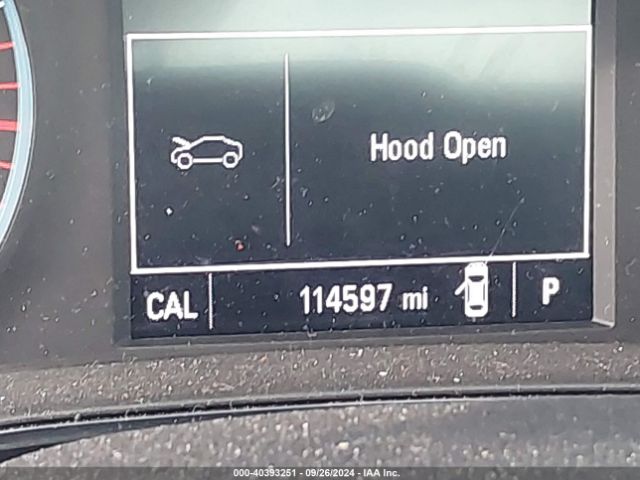 Hood Open
CAL 114597 mi P
000-40393251 - 09/26/2024 - IAA Inc.